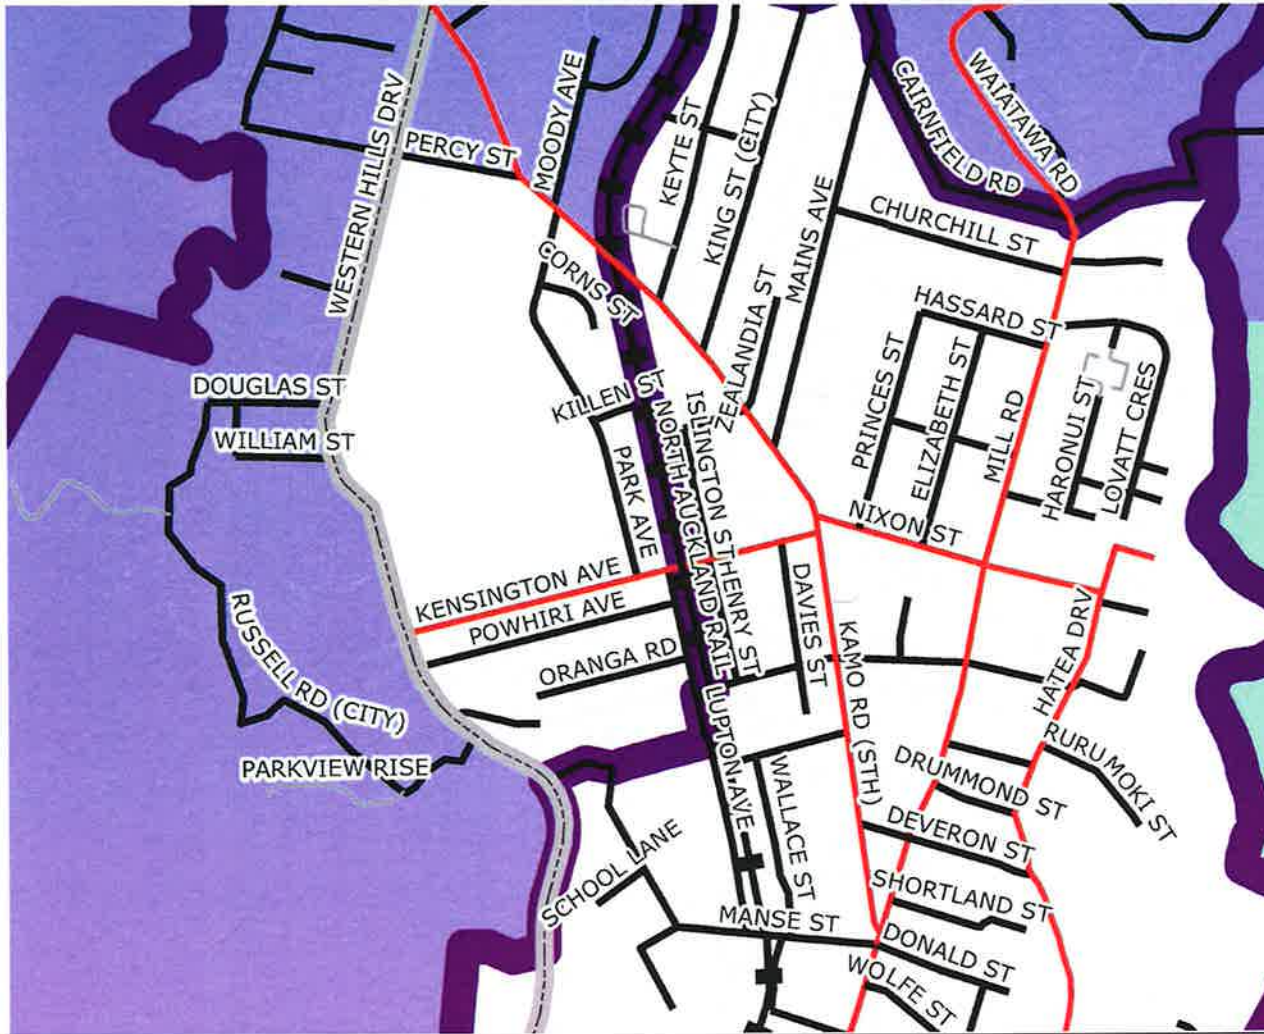 WESTERN HILLS DRV
PERCY ST
MOODY AVE
KEYTE ST
KING ST (CITY)
MAINS AVE
CAIRNFIELD RD
WAIATAWA RD
CHURCHILL ST
CORNS ST
ZEALANDIA ST
HASSARD ST
DOUGLAS ST
WILLIAM ST
KILLEN ST
PARK AVE
NORTH AUCKLAND RAIL
ISLINGTON ST
PRINCES ST
ELIZABETH ST
MILL RD
HARONUI ST
LOVATT CRES
NIXON ST
KENSINGTON AVE
POWHIRI AVE
ORANGA RD
HENRY ST
DAVIES ST
KAMO RD (STH)
HATEA DRV
RUSSELL RD (CITY)
PARKVIEW RISE
LUPTON AVE
WALLACE ST
RURUMOKI ST
DRUMMOND ST
DEVERON ST
SCHOOL LANE
SHORTLAND ST
MANSE ST
DONALD ST
WOLFE ST